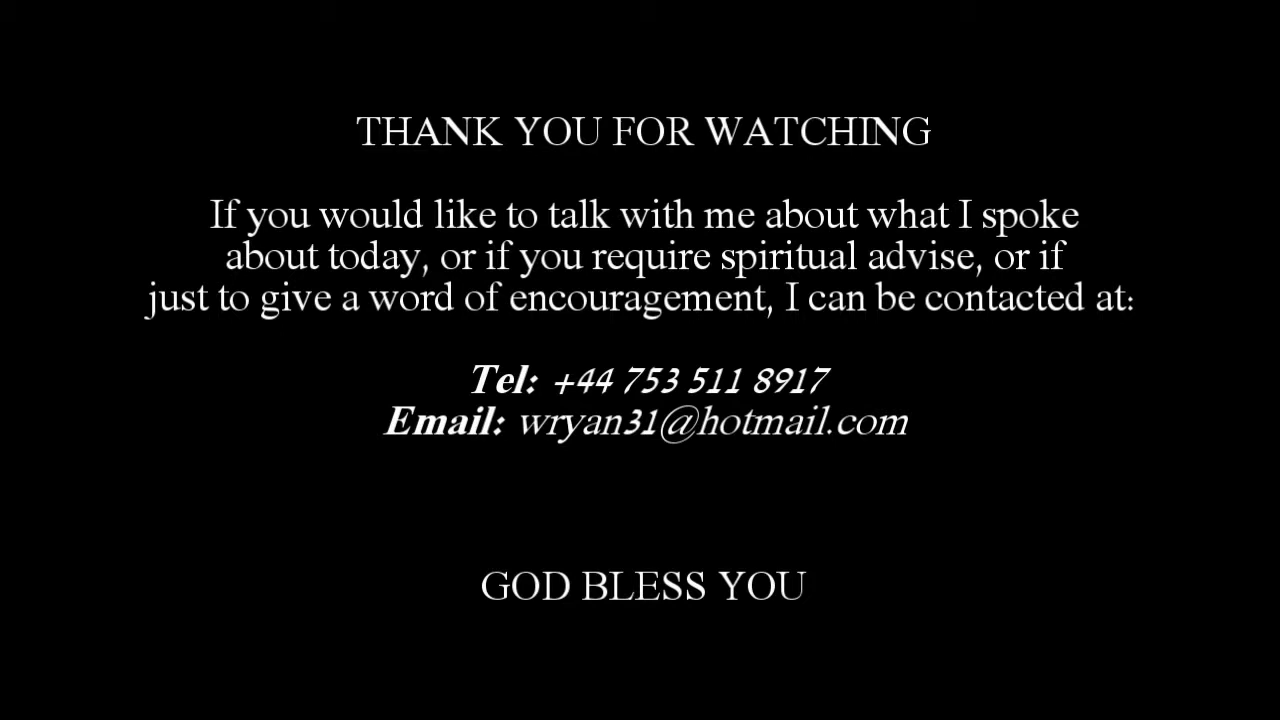 THANK YOU FOR WATCHING
If you would like to talk with me about what I spoke
about today, or if you require spiritual advise, or if
just to give a word of encouragement, I can be contacted at:
Tel: +44 753 511 8917
Email: wryan31@hotmail.com
GOD BLESS YOU